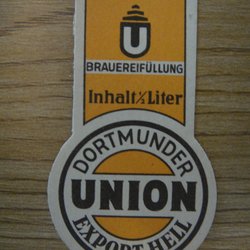 U
BRAUEREIFÜLLUNG
Inhalt ½ Liter
DORTMUNDER
UNION
EXPORT HELL